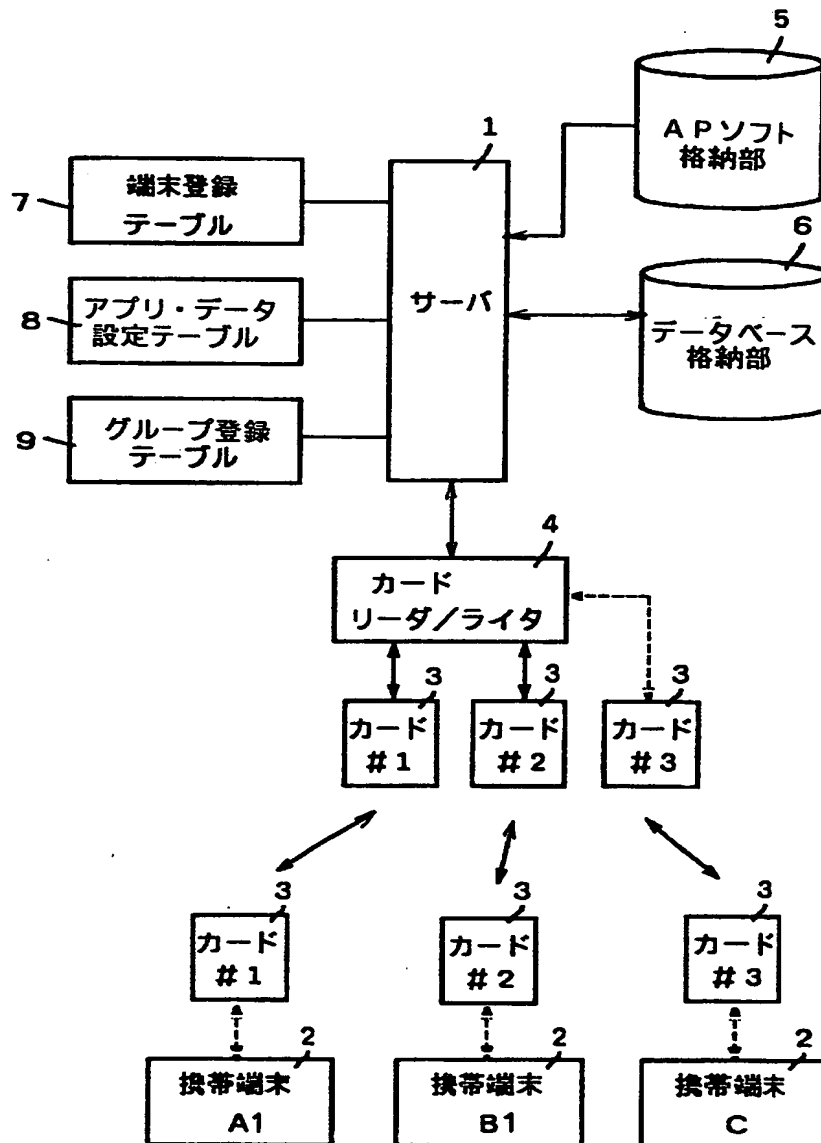 5
APソフト
格納部
1
7
端末登録
テーブル
サーバ
6
データベース
格納部
8
アプリ・データ
設定テーブル
9
グループ登録
テーブル
4
カード
リーダ/ライタ
3
カード
#1
3
カード
#2
3
カード
#3
3
カード
#1
3
カード
#2
3
カード
#3
2
携帯端末
A1
2
携帯端末
B1
2
携帯端末
C